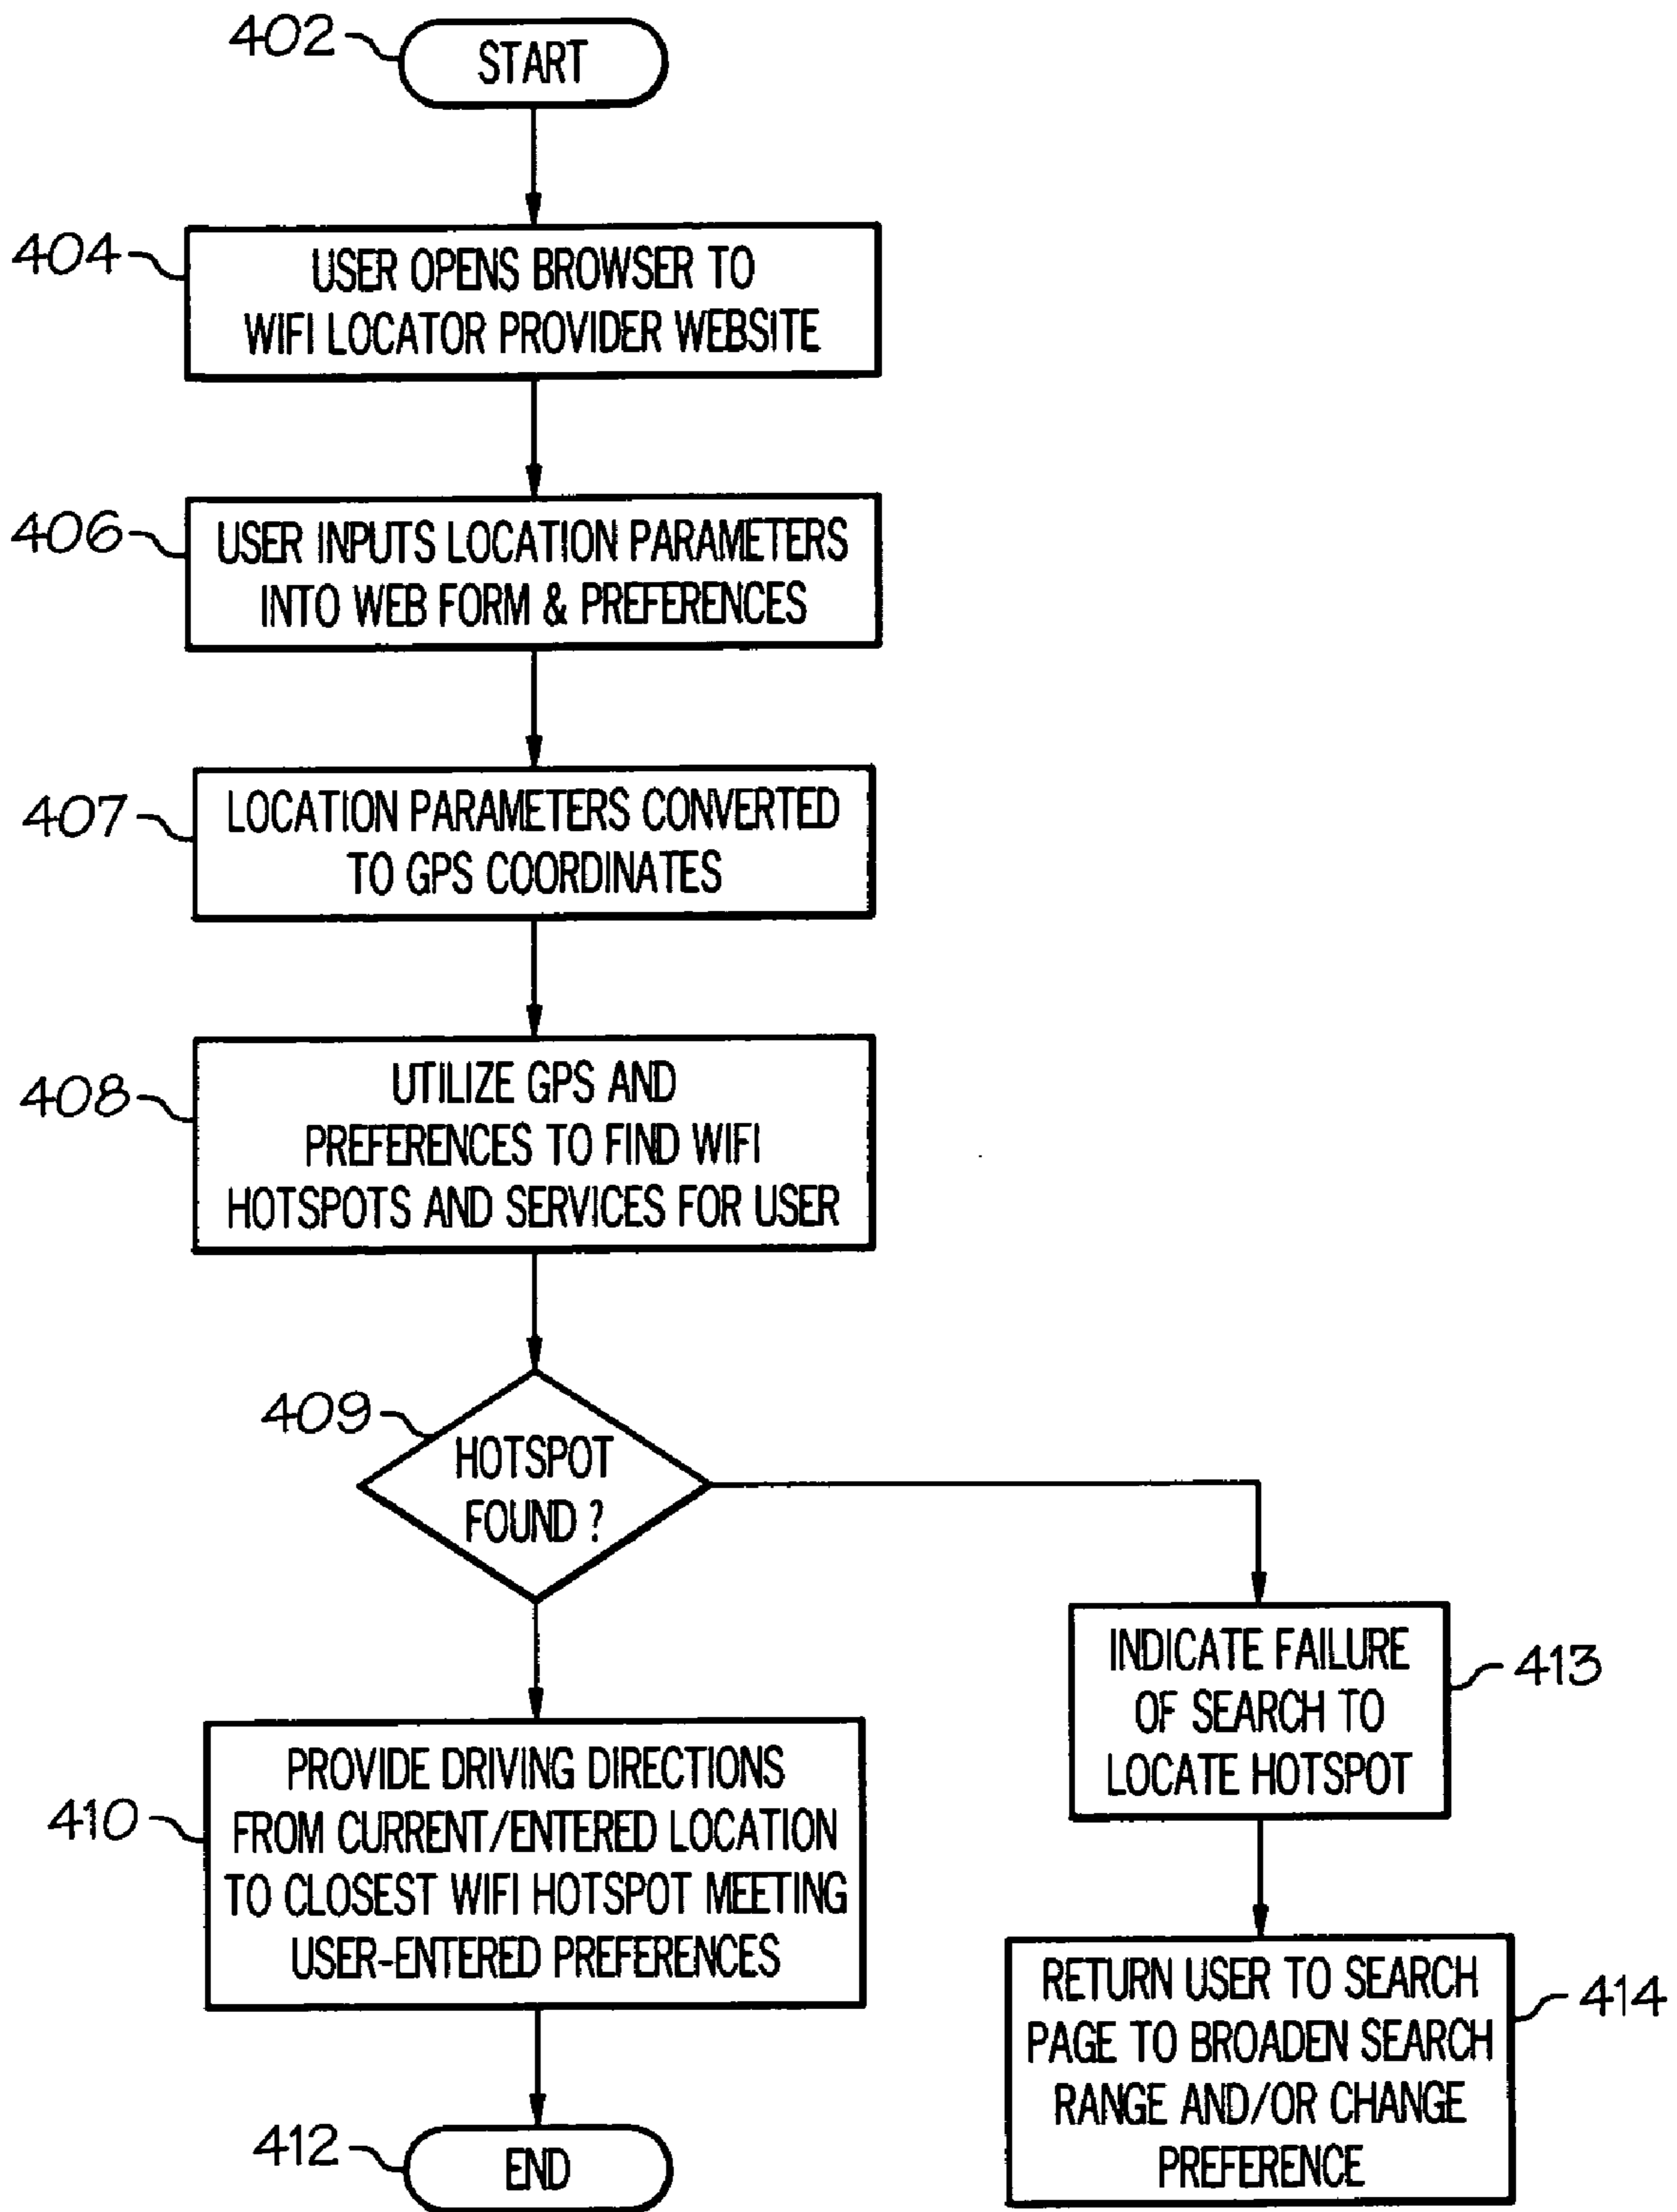 402
START
404
USER OPENS BROWSER TO
WIFI LOCATOR PROVIDER WEBSITE
406
USER INPUTS LOCATION PARAMETERS
INTO WEB FORM & PREFERENCES
407
LOCATION PARAMETERS CONVERTED
TO GPS COORDINATES
408
UTILIZE GPS AND
PREFERENCES TO FIND WIFI
HOTSPOTS AND SERVICES FOR USER
409
HOTSPOT
FOUND ?
410
PROVIDE DRIVING DIRECTIONS
FROM CURRENT/ENTERED LOCATION
TO CLOSEST WIFI HOTSPOT MEETING
USER-ENTERED PREFERENCES
412
END
INDICATE FAILURE
OF SEARCH TO
LOCATE HOTSPOT
413
RETURN USER TO SEARCH
PAGE TO BROADEN SEARCH
RANGE AND/OR CHANGE
PREFERENCE
414